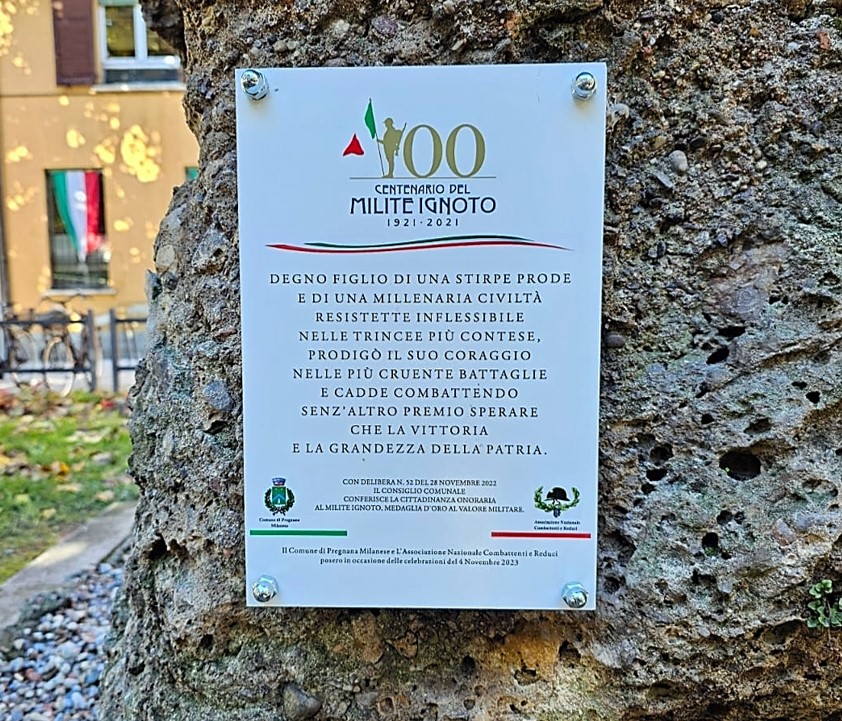 100
CENTENARIO DEL
MILITE IGNOTO
1921-2021
DEGNO FIGLIO DI UNA STIRPE PRODE
E DI UNA MILLENARIA CIVILTÀ
RESISTETTE INFLESSIBILE
NELLE TRINCEE PIÙ CONTESE,
PRODIGÒ IL SUO CORAGGIO
NELLE PIÙ CRUENTE BATTAGLIE
E CADDE COMBATTENDO
SENZ'ALTRO PREMIO SPERARE
CHE LA VITTORIA
E LA GRANDEZZA DELLA PATRIA.
CON DELIBERA N. 52 DEL 28 NOVEMBRE 2022
IL CONSIGLIO COMUNALE
CONFERISCE LA CITTADINANZA ONORARIA
AL MILITE IGNOTO, MEDAGLIA D'ORO AL VALORE MILITARE.
Comune di Pregnana
Milanese
Associazione Nazionale
Combattenti e Reduci
Il Comune di Pregnana Milanese e L'Associazione Nazionale Combattenti e Reduci
posero in occasione delle celebrazioni del 4 Novembre 2023